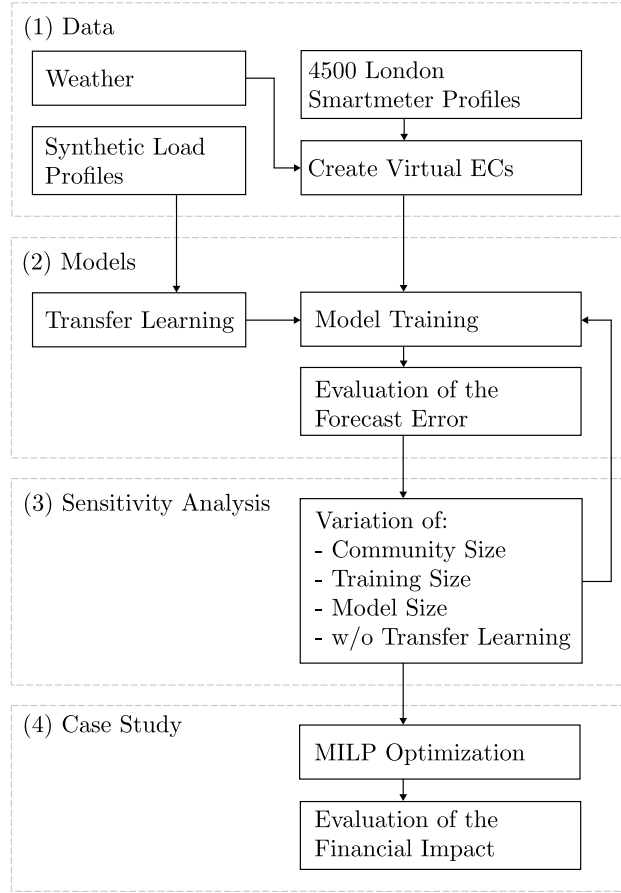 (1) Data
Weather
4500 London
Smartmeter Profiles
Synthetic Load
Profiles
Create Virtual ECs
(2) Models
Transfer Learning
Model Training
Evaluation of the
Forecast Error
(3) Sensitivity Analysis
Variation of:
- Community Size
- Training Size
- Model Size
- w/o Transfer Learning
(4) Case Study
MILP Optimization
Evaluation of the
Financial Impact